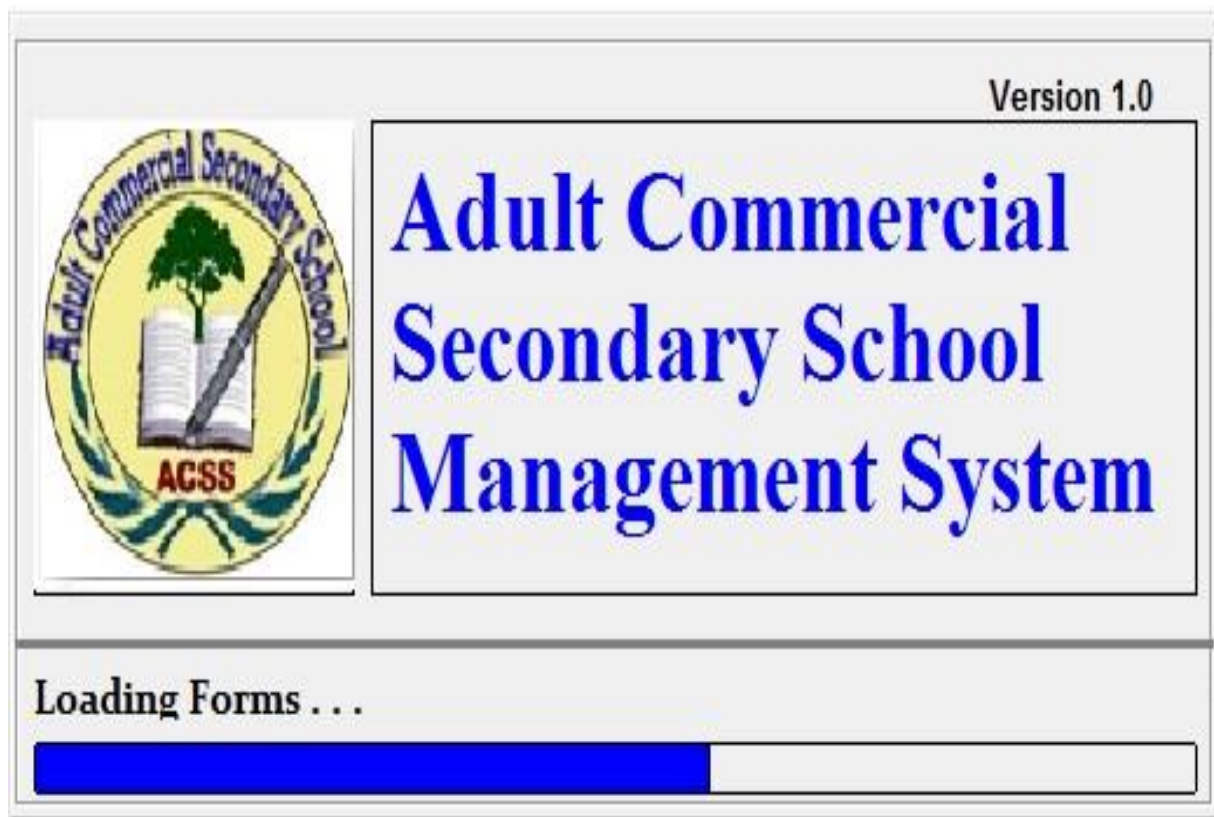 Version 1.0
Adult Commercial Secondary School
ACSS
Adult Commercial
Secondary School
Management System
Loading Forms . . .